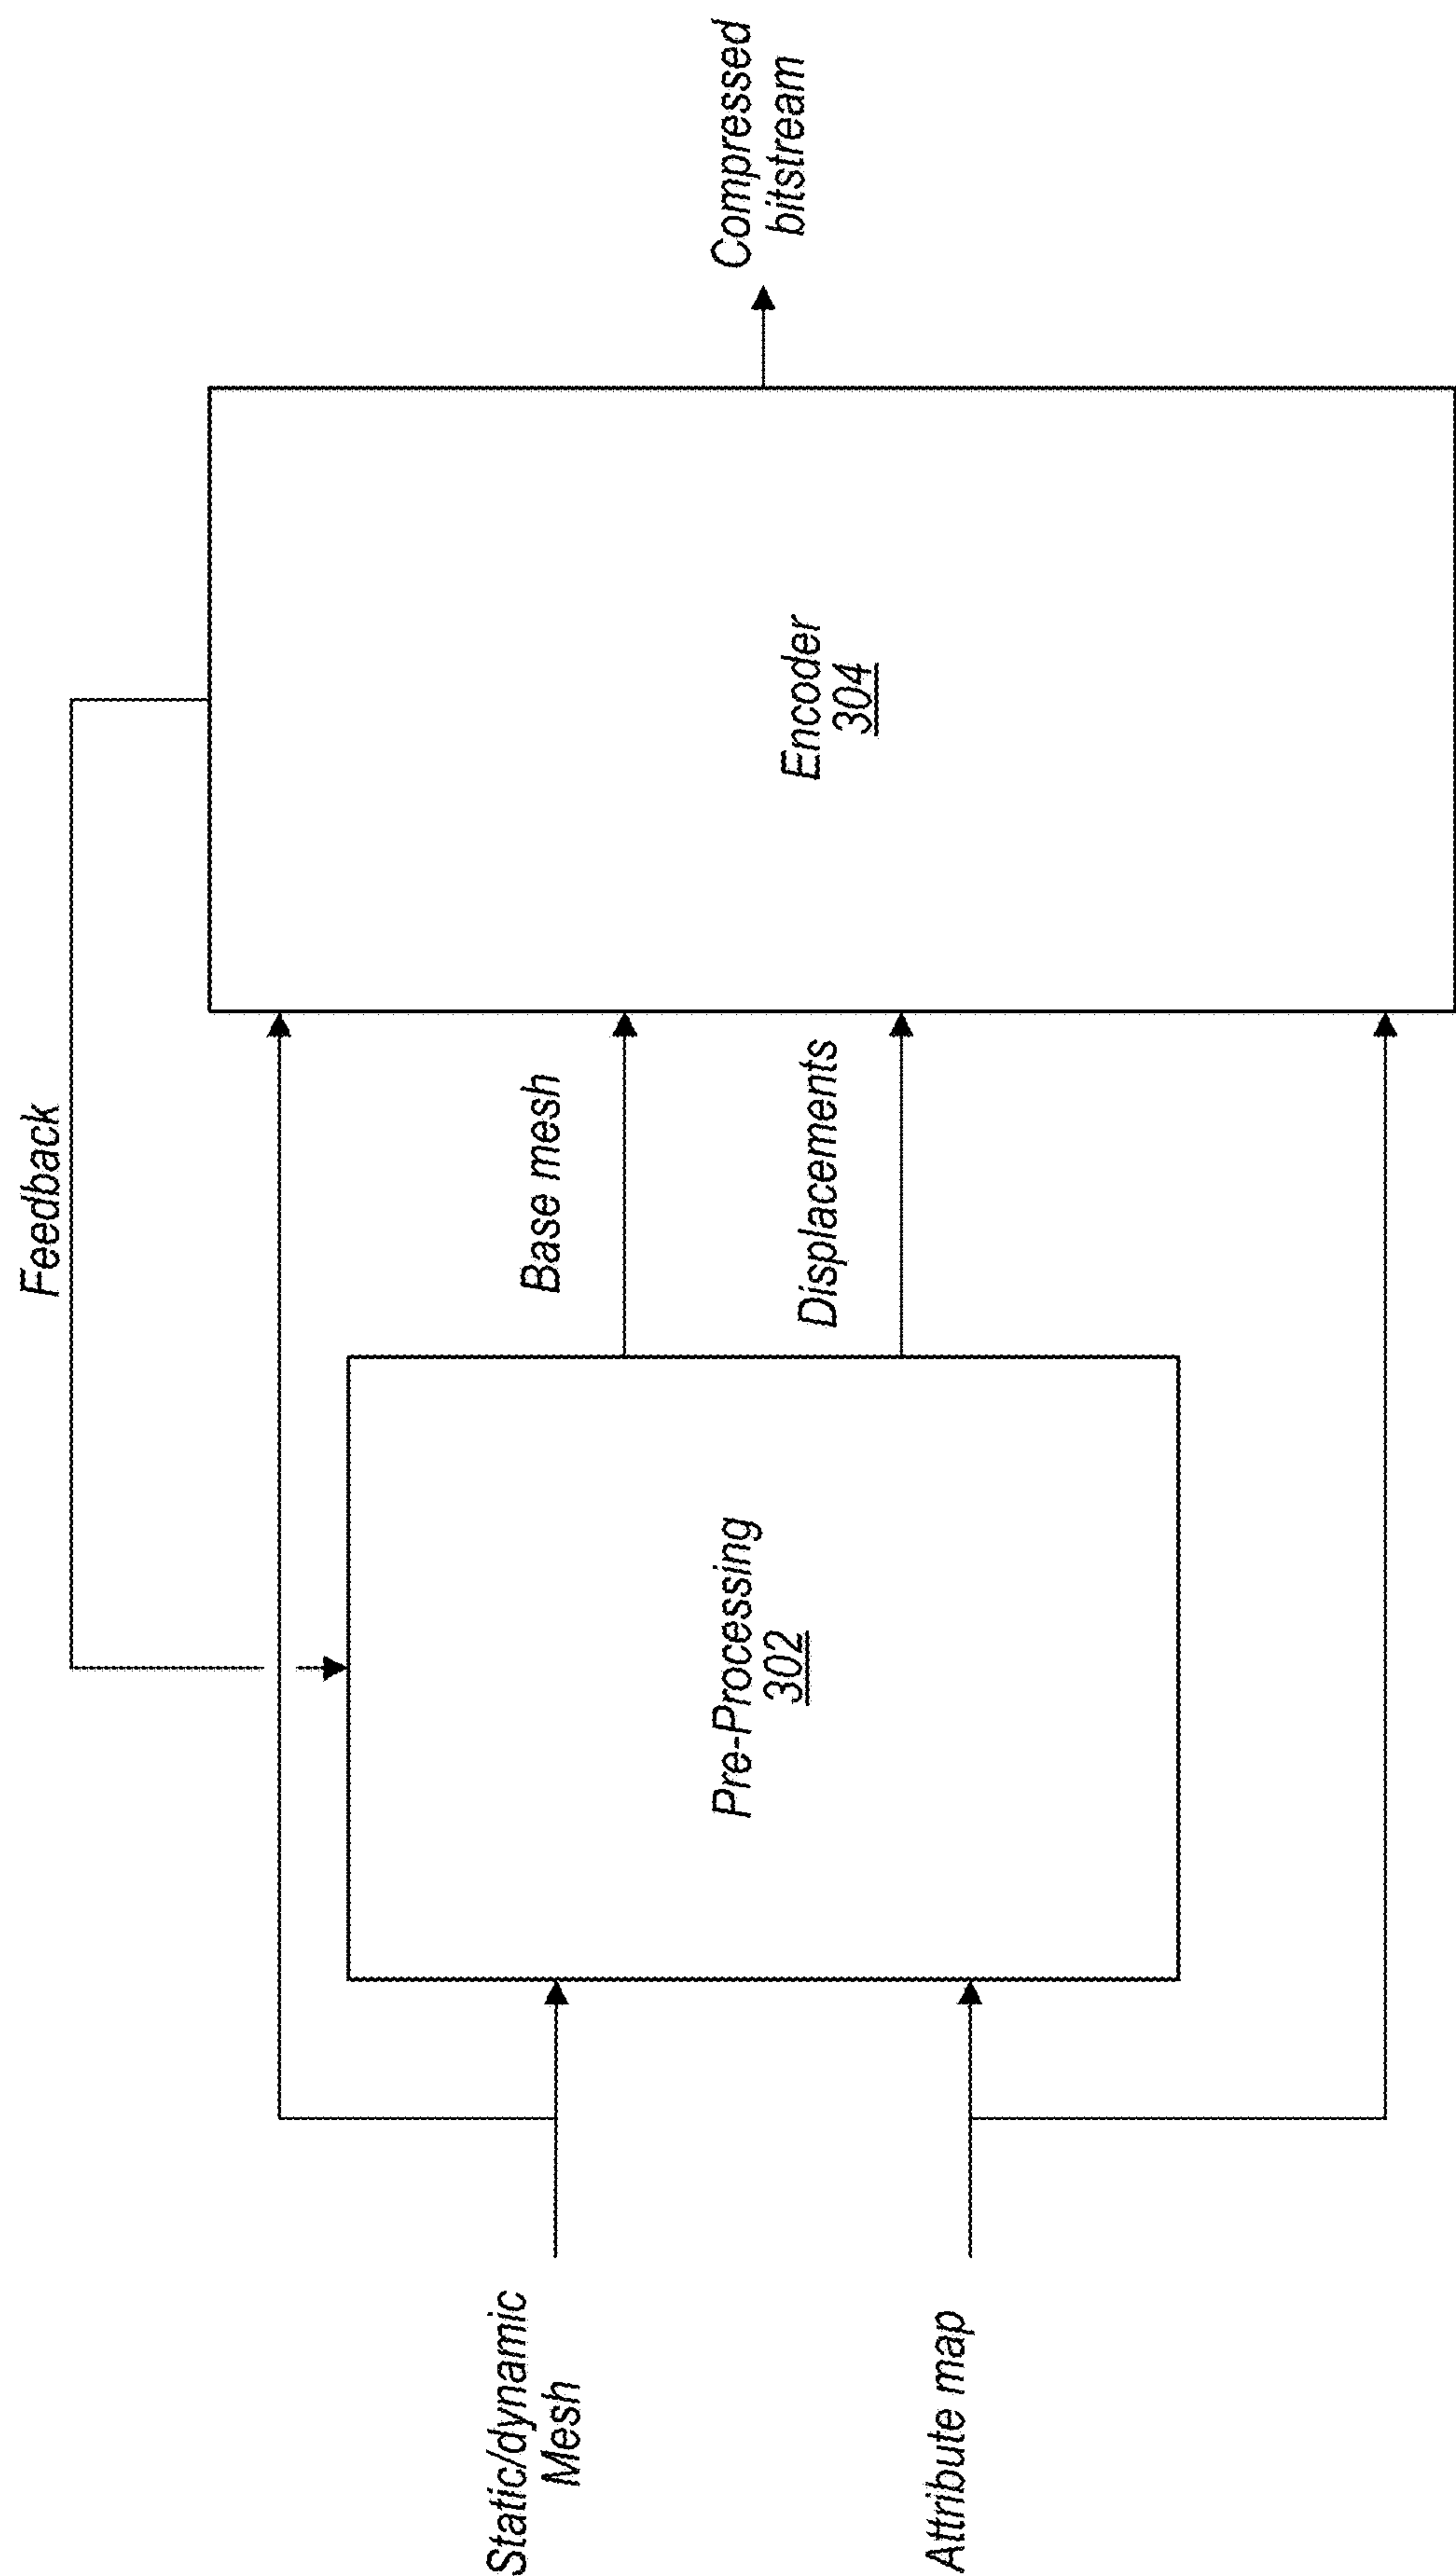 Feedback
Static/dynamic
Mesh
Attribute map
Pre-Processing
302
Base mesh
Displacements
Encoder
304
Compressed
bitstream